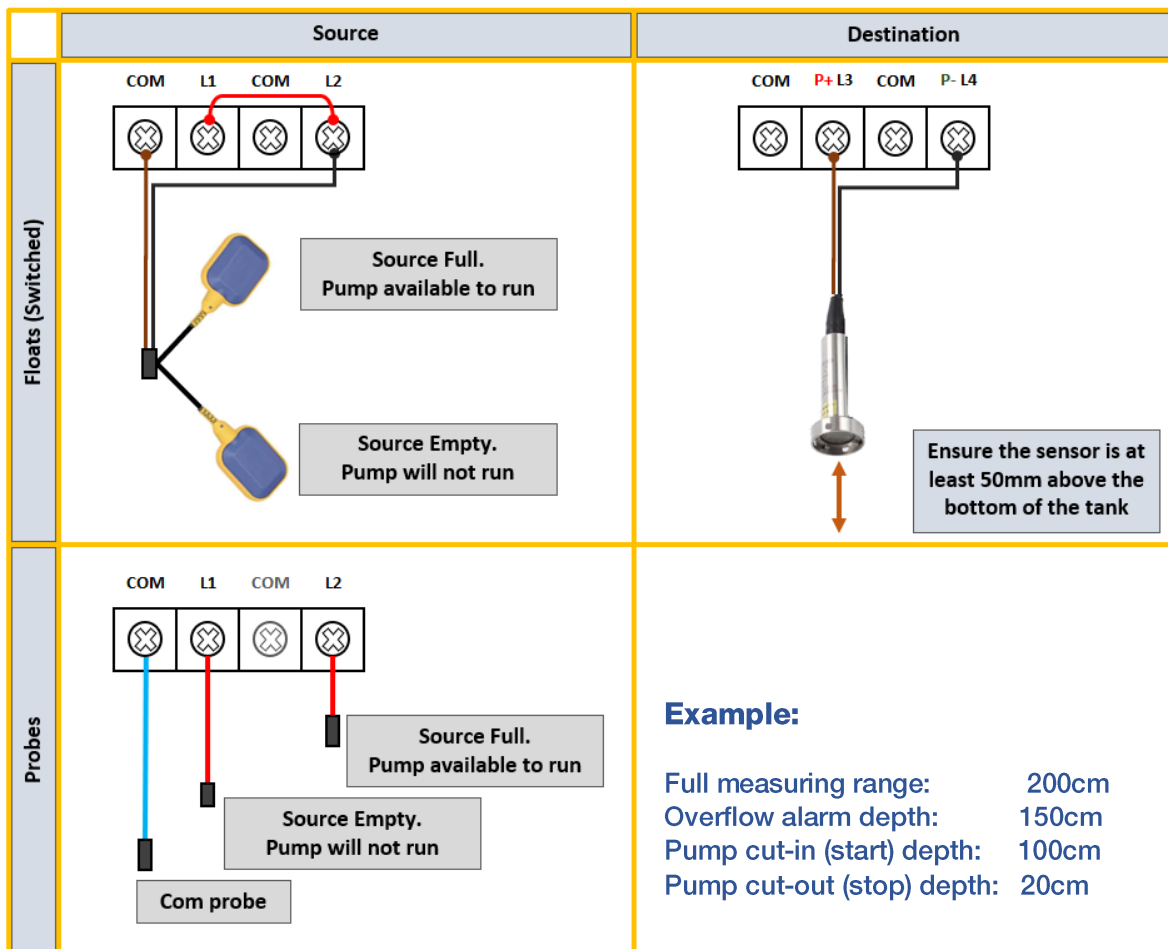 Source
Destination
Floats (Switched)
COM L1 COM L2
Source Full.
Pump available to run
Source Empty.
Pump will not run
COM P+ L3 COM P- L4
Ensure the sensor is at
least 50mm above the
bottom of the tank
Probes
COM L1 COM L2
Source Full.
Pump available to run
Source Empty.
Pump will not run
Com probe
Example:
Full measuring range: 200cm
Overflow alarm depth: 150cm
Pump cut-in (start) depth: 100cm
Pump cut-out (stop) depth: 20cm